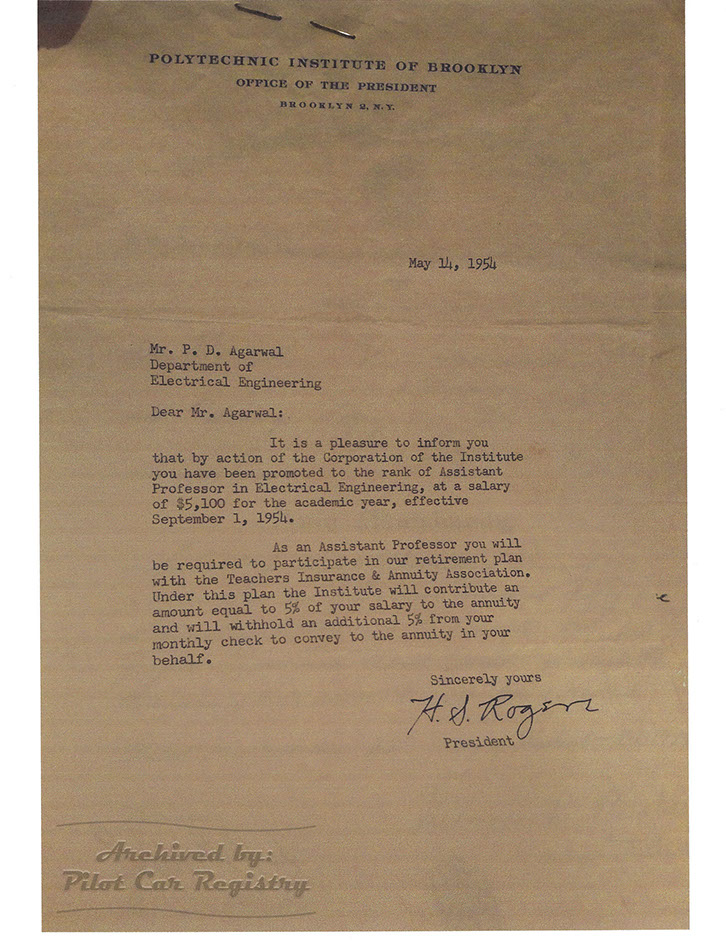 POLYTECHNIC INSTITUTE OF BROOKLYN
OFFICE OF THE PRESIDENT
BROOKLYN 2, N.Y.
May 14, 1954
Mr. P. D. Agarwal
Department of
Electrical Engineering
Dear Mr. Agarwal:
It is a pleasure to inform you
that by action of the Corporation of the Institute
you have been promoted to the rank of Assistant
Professor in Electrical Engineering, at a salary
of $5,100 for the academic year, effective
September 1, 1954.
As an Assistant Professor you will
be required to participate in our retirement plan
with the Teachers Insurance & Annuity Association.
Under this plan the Institute will contribute an
amount equal to 5% of your salary to the annuity
and will withhold an additional 5% from your
monthly check to convey to the annuity in your
behalf.
Sincerely yours
H. S. Rogers
President
Archived by:
Pilot Car Registry